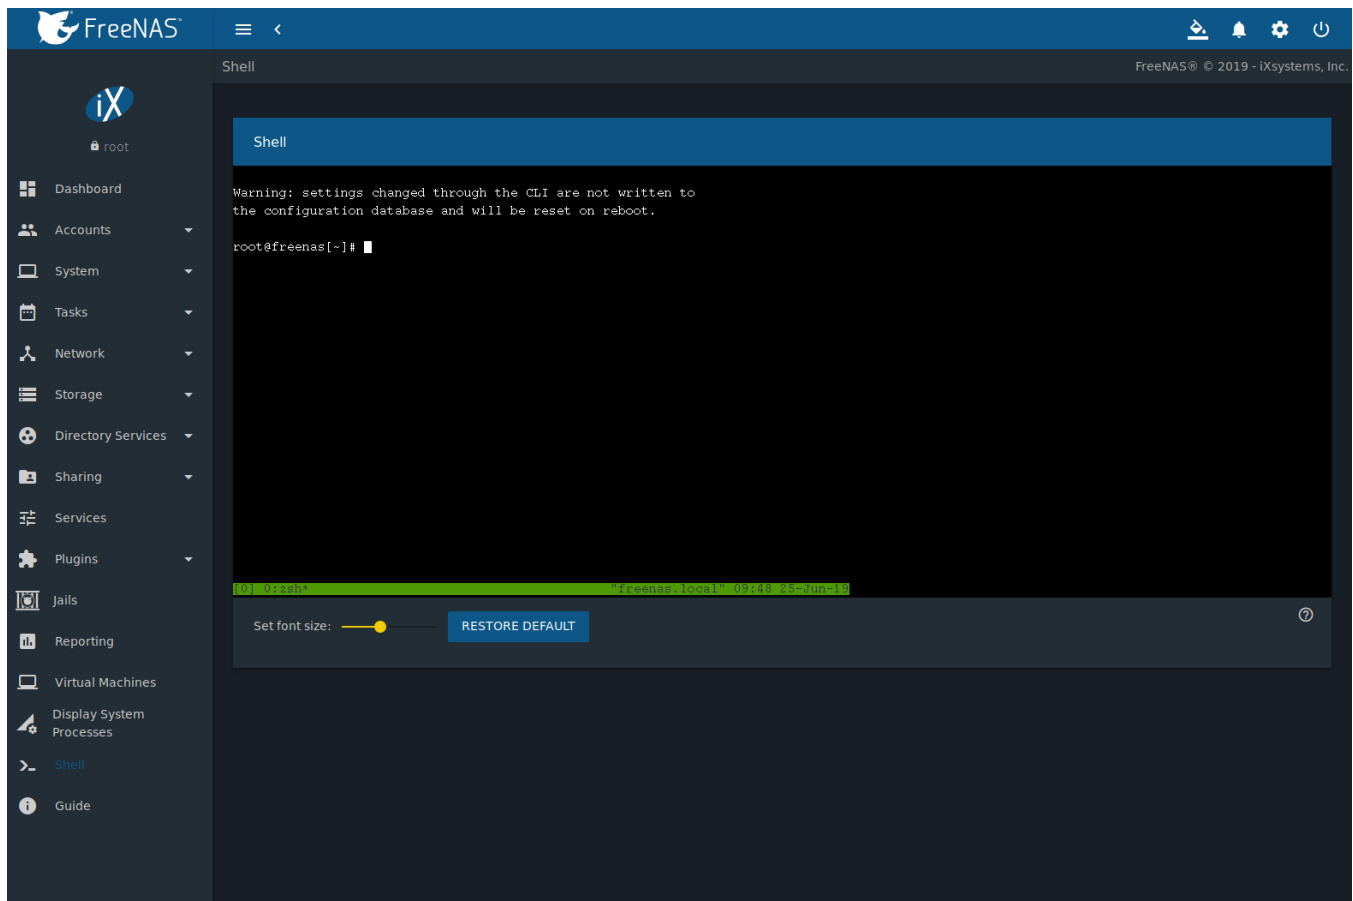 FreeNAS
Shell
FreeNAS® © 2019 - iXsystems, Inc.
iX
root
Dashboard
Accounts
System
Tasks
Network
Storage
Directory Services
Sharing
Services
Plugins
Jails
Reporting
Virtual Machines
Display System
Processes
Shell
Guide
Shell
Warning: settings changed through the CLI are not written to
the configuration database and will be reset on reboot.
root@freenas[~]#
[0] 0:zsh* "freenas.local" 09:48 25-Jun-19
Set font size:
RESTORE DEFAULT